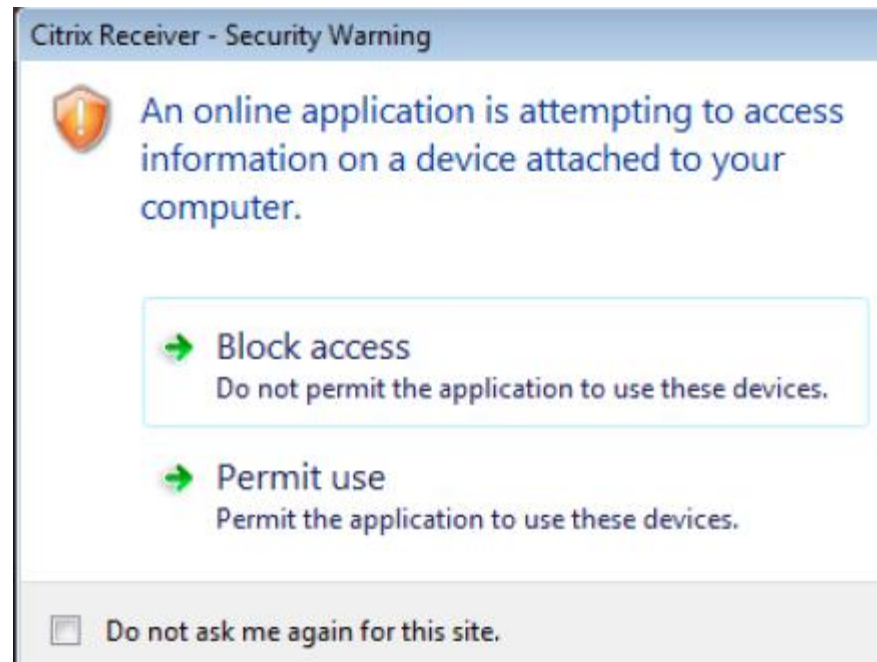 Citrix Receiver - Security Warning
An online application is attempting to access
information on a device attached to your
computer.
Block access
Do not permit the application to use these devices.
Permit use
Permit the application to use these devices.
Do not ask me again for this site.